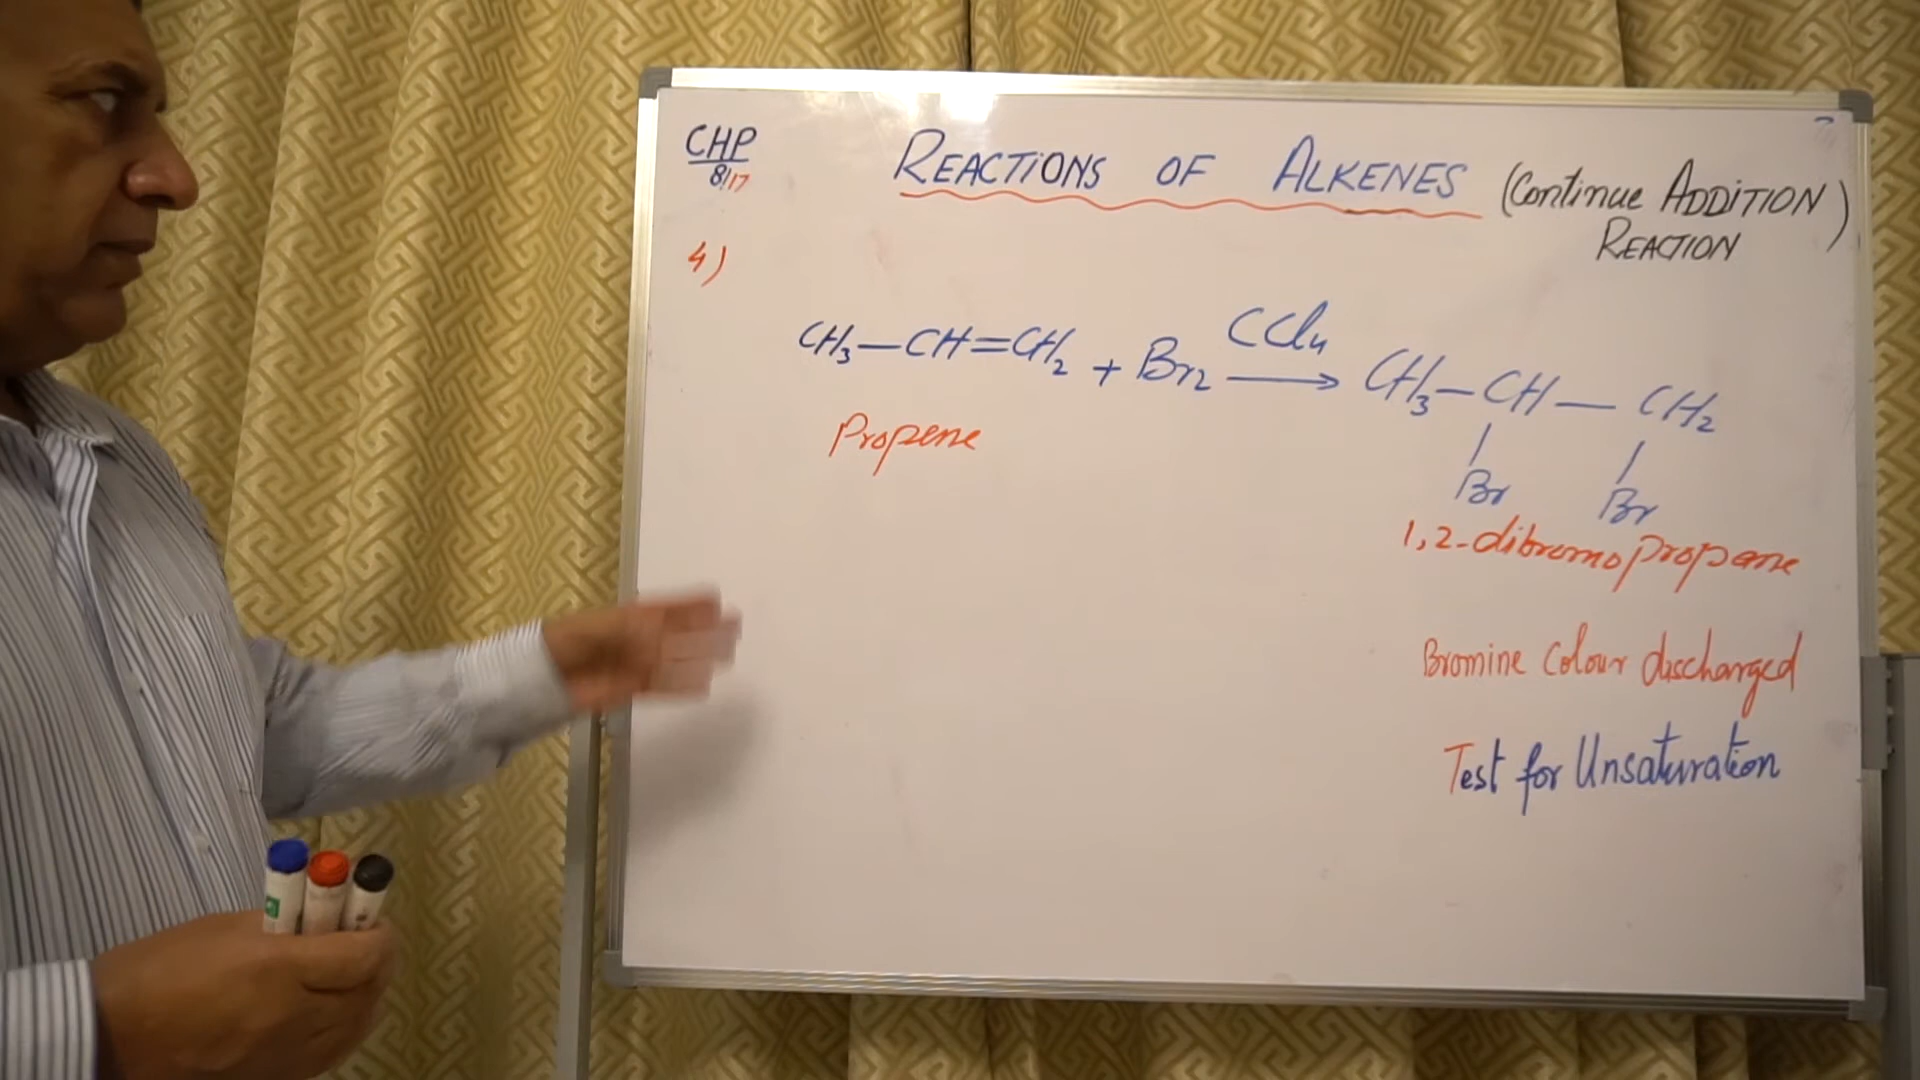 CHP
8/17
REACTIONS OF ALKENES (Continue ADDITION)
REACTION
4)
CH3—CH=CH2 + Br2 —CCl4→ CH3—CH—CH2
Propene
Br Br
1,2-dibromopropane
Bromine Colour discharged
Test for Unsaturation